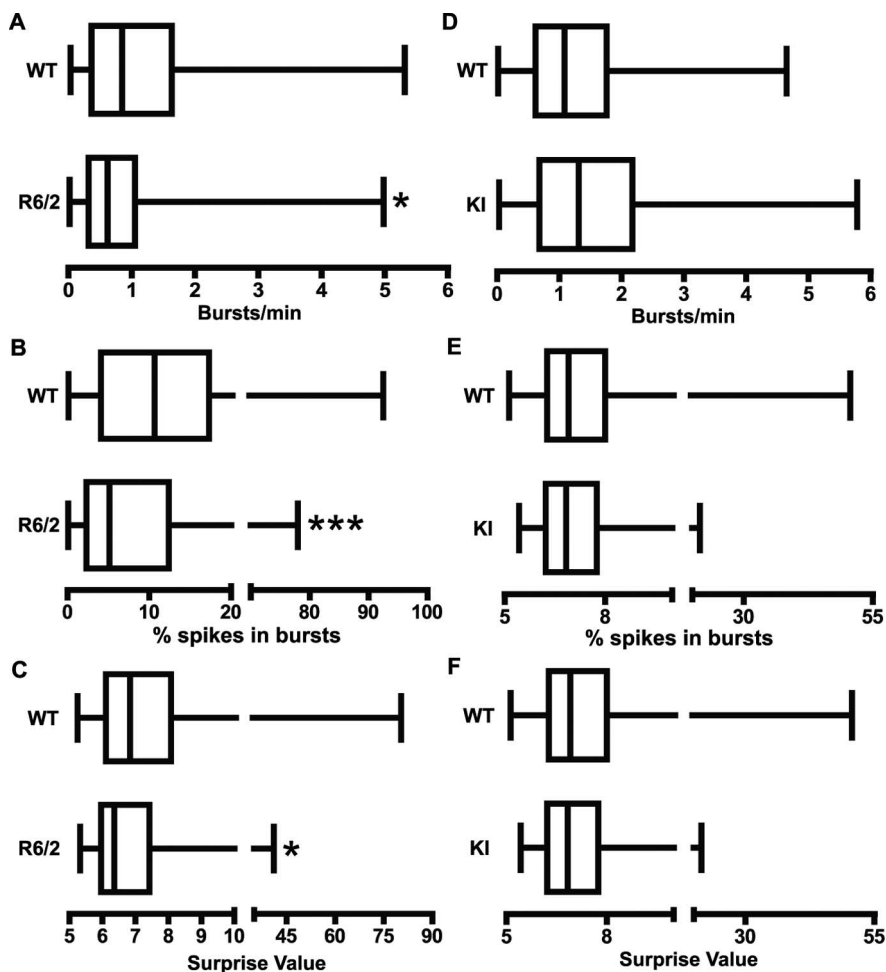 A
WT
R6/2
*
0 1 2 3 4 5 6
Bursts/min
B
WT
R6/2
***
0 10 20 80 90 100
% spikes in bursts
C
WT
R6/2
*
5 6 7 8 9 10 45 60 75 90
Surprise Value
D
WT
KI
0 1 2 3 4 5 6
Bursts/min
E
WT
KI
5 8 30 55
% spikes in bursts
F
WT
KI
5 8 30 55
Surprise Value